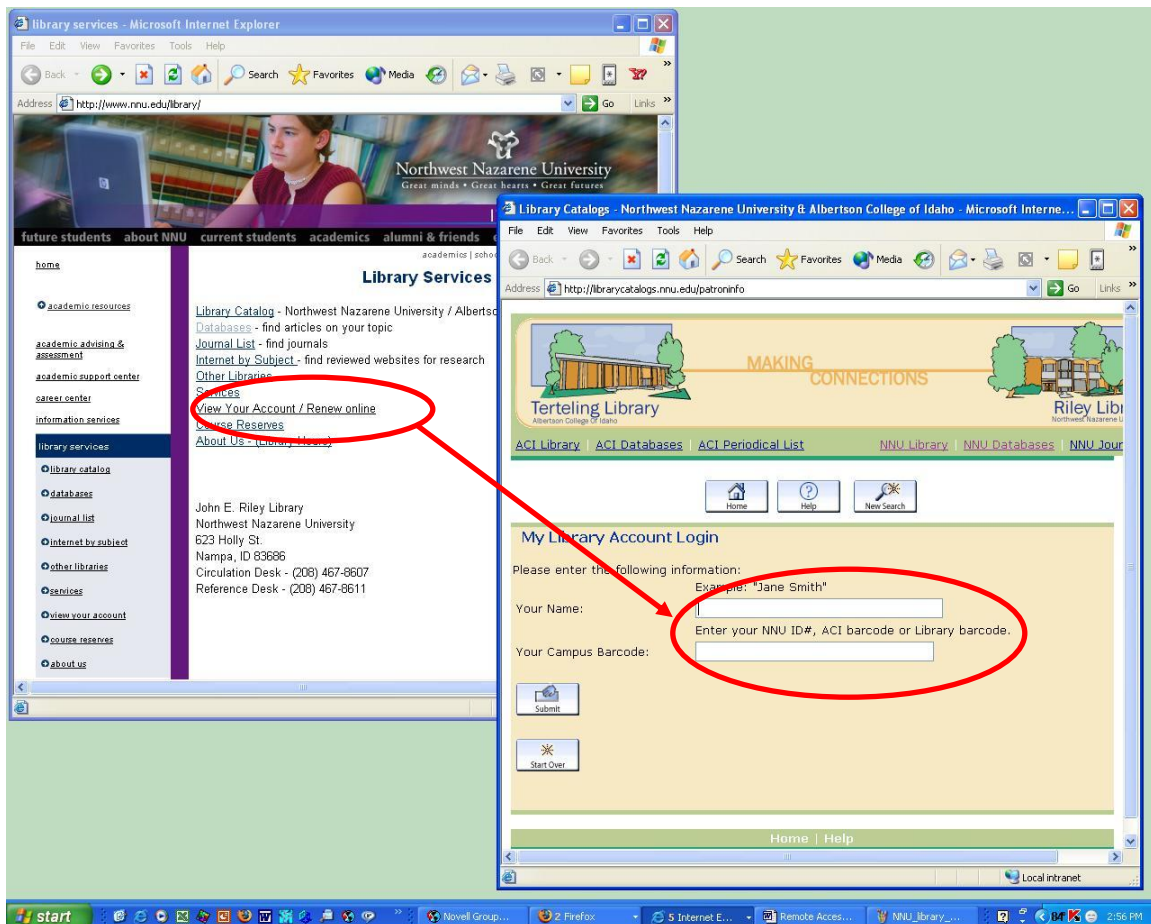 library services - Microsoft Internet Explorer
File Edit View Favorites Tools Help
Back Search Favorites Media
Address http://www.nnu.edu/library/ Go Links
Northwest Nazarene University
Great minds • Great hearts • Great futures
future students about NNU current students academics alumni & friends
academics | schoo
home
academic resources
academic advising & assessment
academic support center
career center
information services
library services
library catalog
databases
journal list
internet by subject
other libraries
services
view your account
course reserves
about us
Library Services
Library Catalog - Northwest Nazarene University / Albertso
Databases - find articles on your topic
Journal List - find journals
Internet by Subject - find reviewed websites for research
Other Libraries
Services
View Your Account / Renew online
Course Reserves
About Us - (Library Hours)
John E. Riley Library
Northwest Nazarene University
623 Holly St.
Nampa, ID 83686
Circulation Desk - (208) 467-8607
Reference Desk - (208) 467-8611
Library Catalogs - Northwest Nazarene University & Albertson College of Idaho - Microsoft Interne...
File Edit View Favorites Tools Help
Back Search Favorites Media
Address http://librarycatalogs.nnu.edu/patroninfo Go Links
MAKING
CONNECTIONS
Terteling Library
Albertson College Of Idaho
Riley Libr
Northwest Nazarene U
ACI Library | ACI Databases | ACI Periodical List NNU Library | NNU Databases | NNU Jour
Home Help New Search
My Library Account Login
Please enter the following information:
Example: "Jane Smith"
Your Name:
Enter your NNU ID#, ACI barcode or Library barcode.
Your Campus Barcode:
Submit
Start Over
Home | Help
Local intranet
start Novell Group... 2 Firefox 5 Internet E... Remote Acces... NNU_library_... 2:56 PM